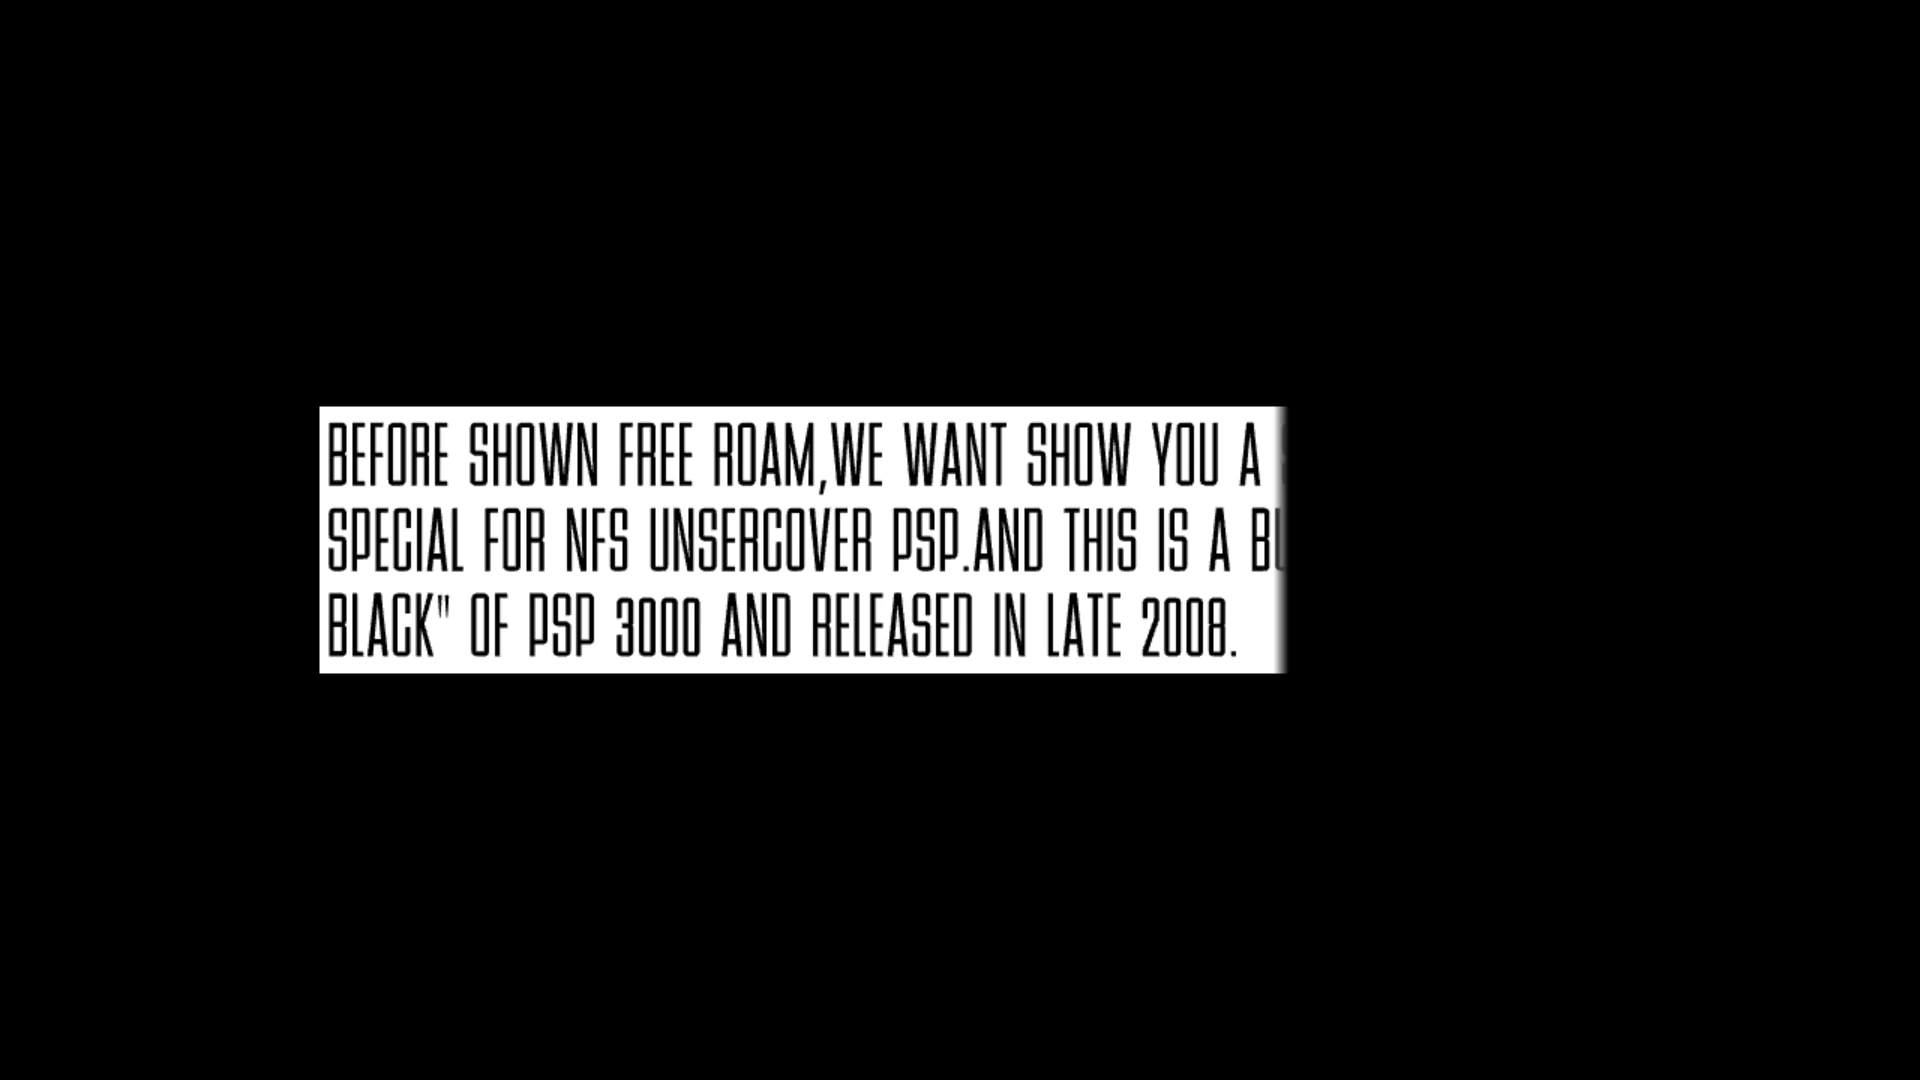 BEFORE SHOWN FREE ROAM,WE WANT SHOW YOU A
SPECIAL FOR NFS UNSERCOVER PSP.AND THIS IS A
BLACK" OF PSP 3000 AND RELEASED IN LATE 2008.